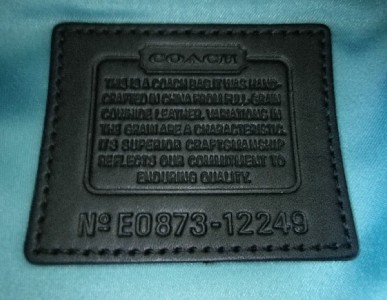 COACH
THIS IS A COACH BAG. IT WAS HAND-
CRAFTED IN CHINA FROM FULL-GRAIN
COWHIDE LEATHER. VARIATIONS IN
THE GRAIN ARE A CHARACTERISTIC.
ITS SUPERIOR CRAFTSMANSHIP
REFLECTS OUR COMMITMENT TO
ENDURING QUALITY.
Nº E0873-12249